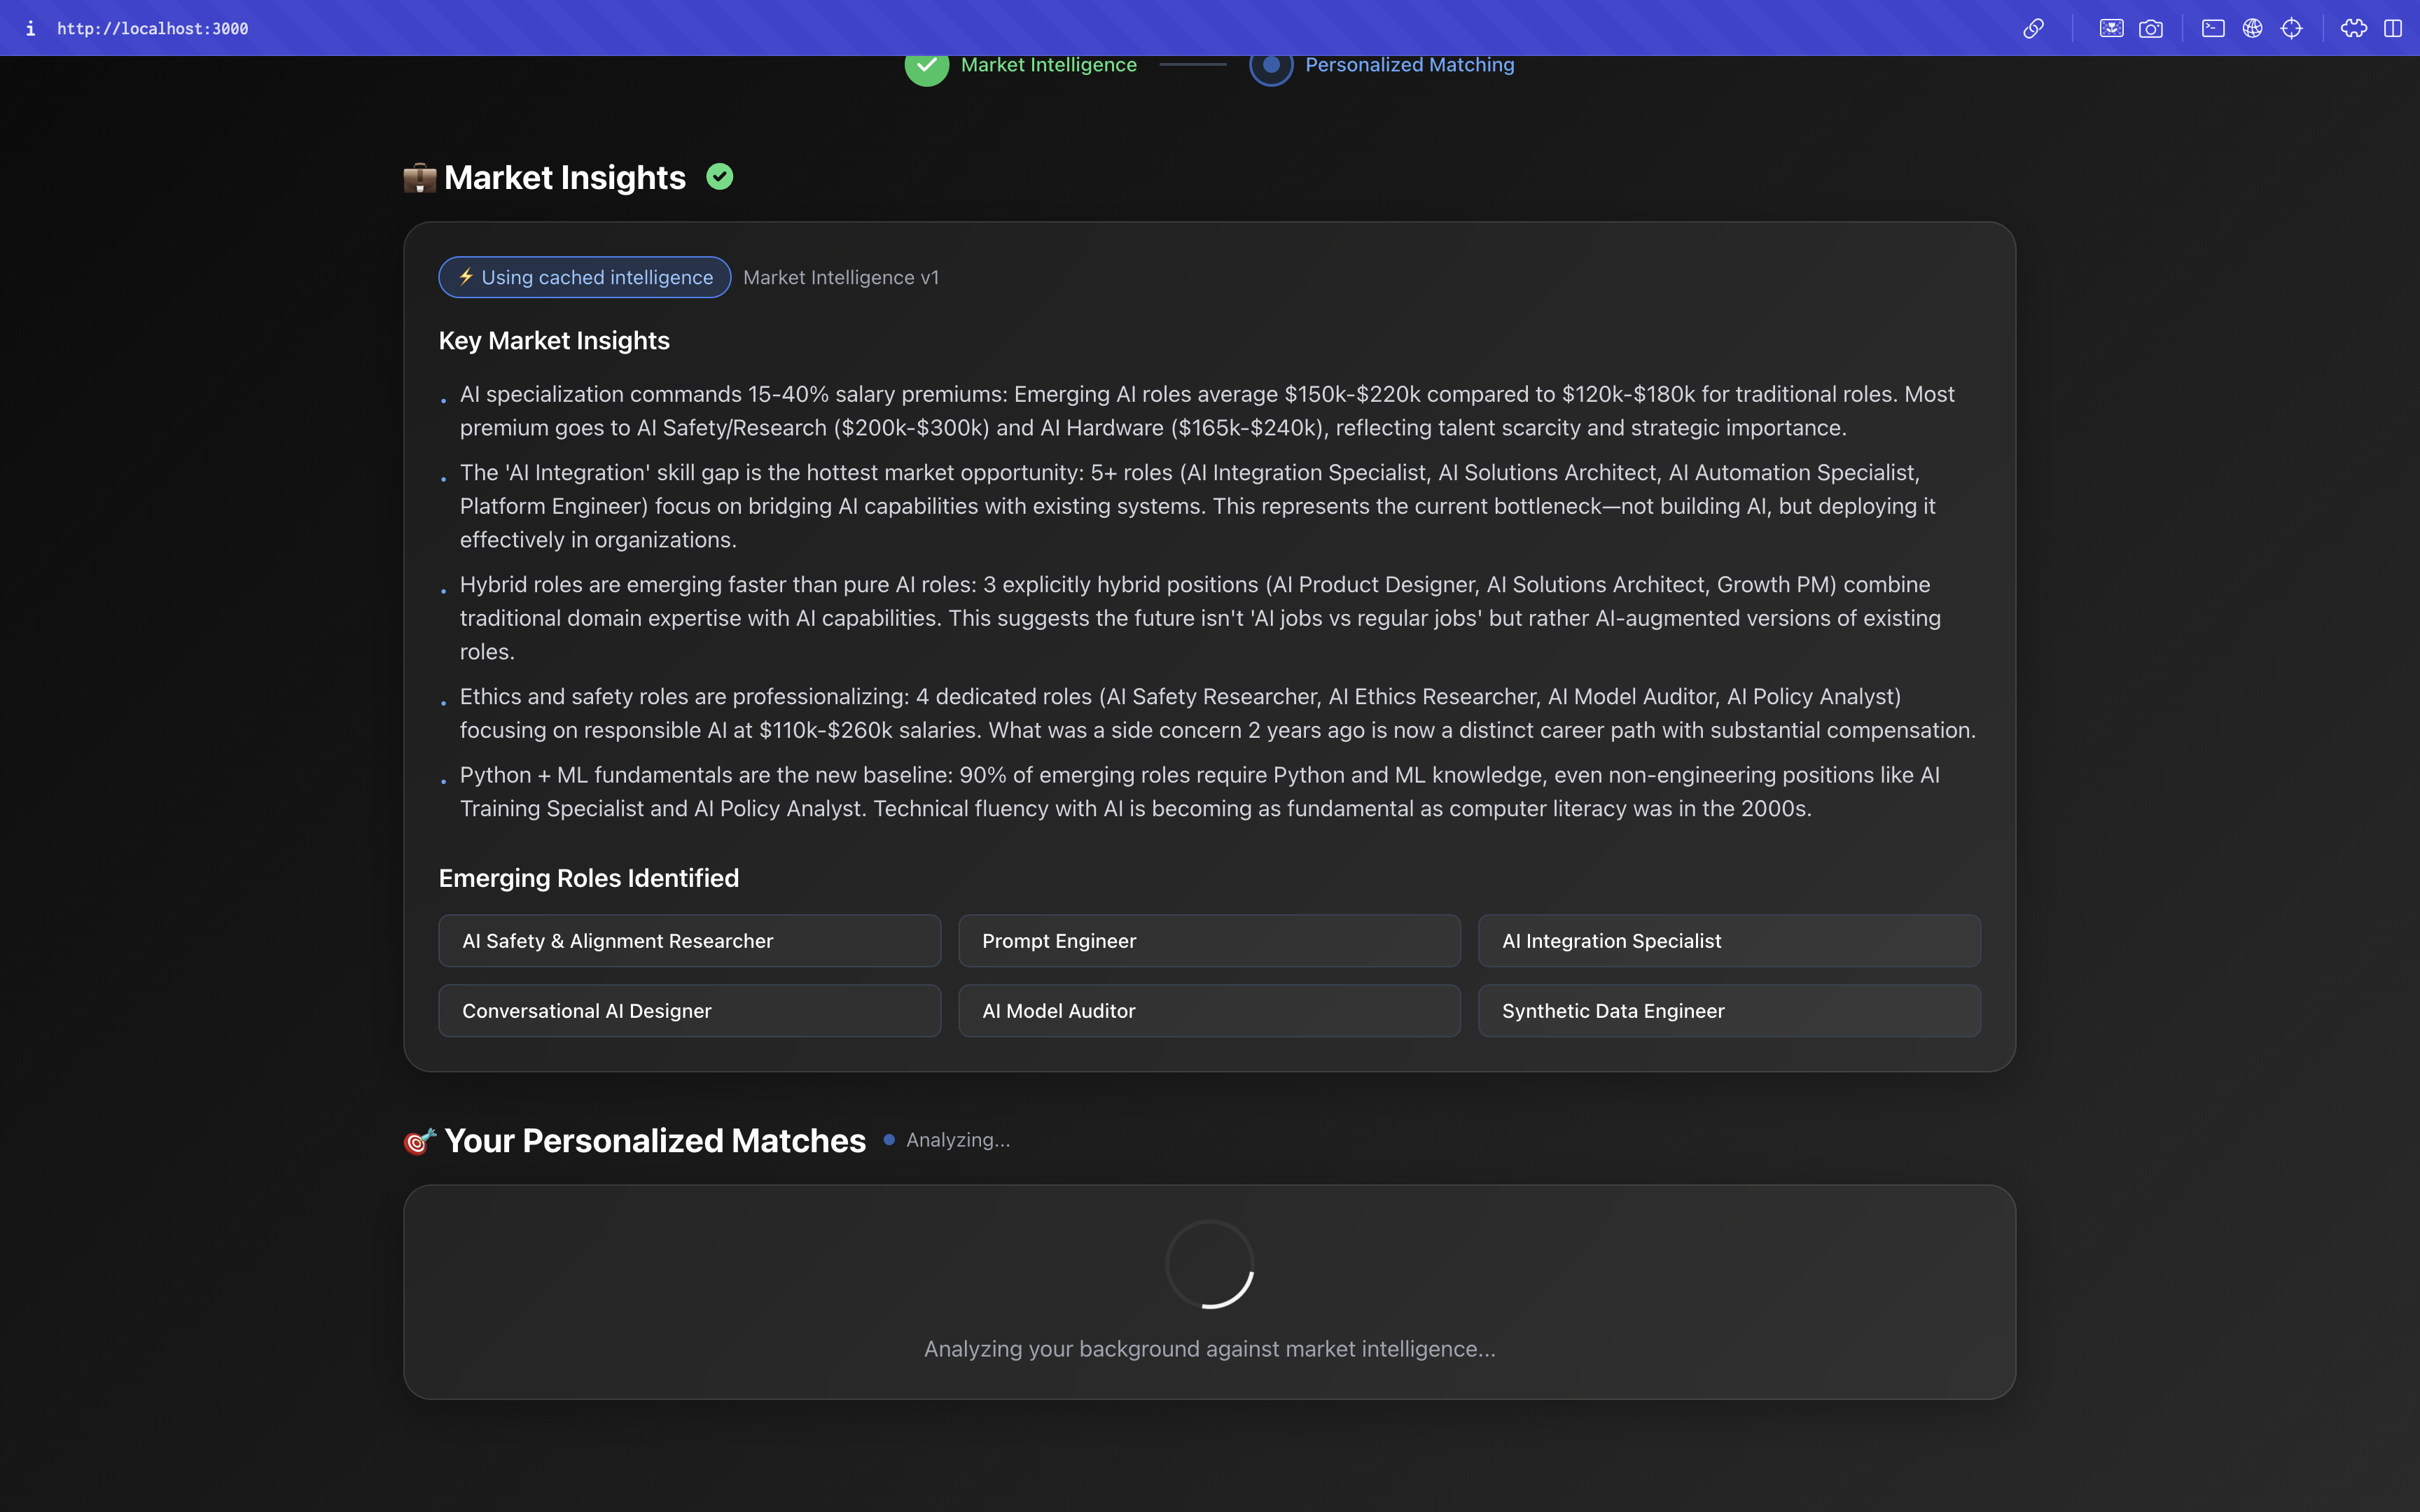 http://localhost:3000
Market Intelligence
Personalized Matching
Market Insights
Using cached intelligence
Market Intelligence v1
Key Market Insights
AI specialization commands 15-40% salary premiums: Emerging AI roles average $150k-$220k compared to $120k-$180k for traditional roles. Most
premium goes to AI Safety/Research ($200k-$300k) and AI Hardware ($165k-$240k), reflecting talent scarcity and strategic importance.
The 'AI Integration' skill gap is the hottest market opportunity: 5+ roles (AI Integration Specialist, AI Solutions Architect, AI Automation Specialist,
Platform Engineer) focus on bridging AI capabilities with existing systems. This represents the current bottleneck—not building AI, but deploying it
effectively in organizations.
Hybrid roles are emerging faster than pure AI roles: 3 explicitly hybrid positions (AI Product Designer, AI Solutions Architect, Growth PM) combine
traditional domain expertise with AI capabilities. This suggests the future isn't 'AI jobs vs regular jobs' but rather AI-augmented versions of existing
roles.
Ethics and safety roles are professionalizing: 4 dedicated roles (AI Safety Researcher, AI Ethics Researcher, AI Model Auditor, AI Policy Analyst)
focusing on responsible AI at $110k-$260k salaries. What was a side concern 2 years ago is now a distinct career path with substantial compensation.
Python + ML fundamentals are the new baseline: 90% of emerging roles require Python and ML knowledge, even non-engineering positions like AI
Training Specialist and AI Policy Analyst. Technical fluency with AI is becoming as fundamental as computer literacy was in the 2000s.
Emerging Roles Identified
AI Safety & Alignment Researcher
Prompt Engineer
AI Integration Specialist
Conversational AI Designer
AI Model Auditor
Synthetic Data Engineer
Your Personalized Matches
Analyzing...
Analyzing your background against market intelligence...